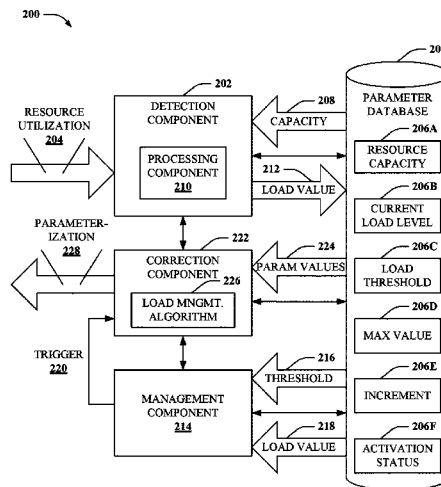 200
202
DETECTION
COMPONENT
PROCESSING
COMPONENT
210
RESOURCE
UTILIZATION
204
208
CAPACITY
212
LOAD VALUE
PARAMETER
DATABASE
206A
RESOURCE
CAPACITY
206B
CURRENT
LOAD LEVEL
206C
LOAD
THRESHOLD
206D
MAX VALUE
206E
INCREMENT
206F
ACTIVATION
STATUS
PARAMETER-
IZATION
228
222
CORRECTION
COMPONENT
226
LOAD MNGMT.
ALGORITHM
224
PARAM VALUES
TRIGGER
220
MANAGEMENT
COMPONENT
214
216
THRESHOLD
218
LOAD VALUE